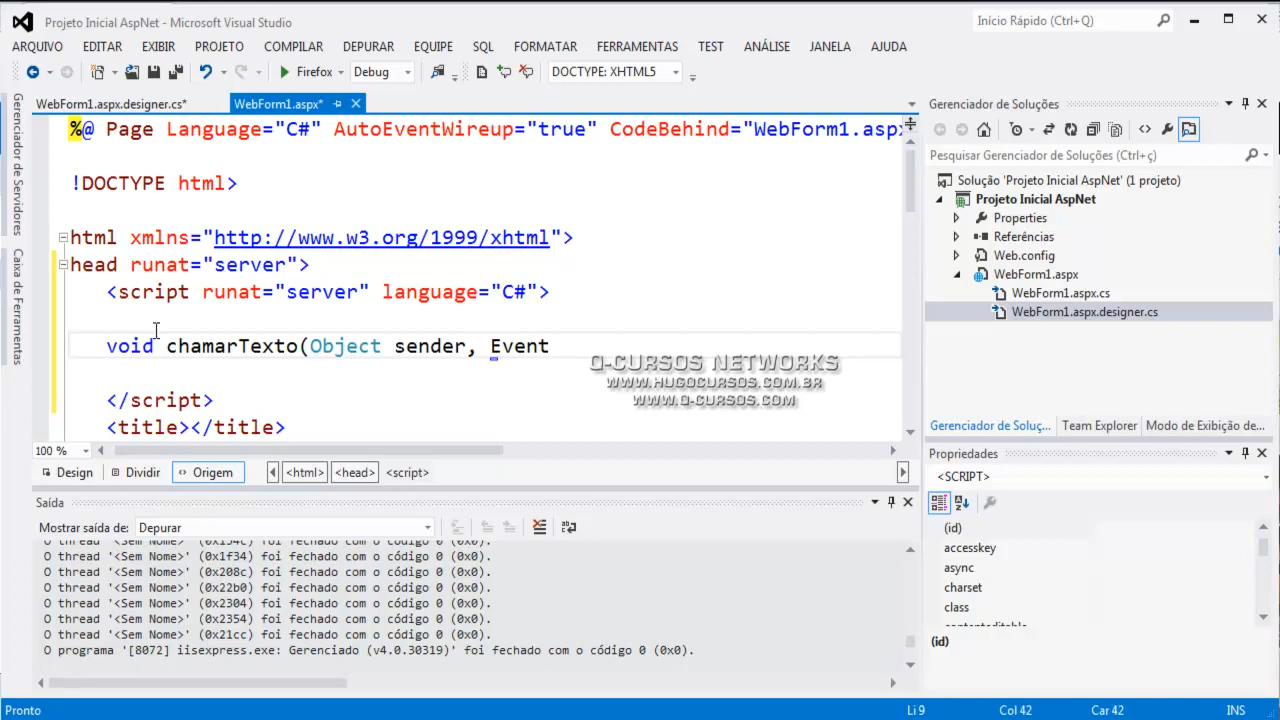 Projeto Inicial AspNet - Microsoft Visual Studio
Início Rápido (Ctrl+Q)
ARQUIVO EDITAR EXIBIR PROJETO COMPILAR DEPURAR EQUIPE SQL FORMATAR FERRAMENTAS TEST ANÁLISE JANELA AJUDA
Firefox Debug DOCTYPE: XHTML5
Gerenciador de Servidores
Caixa de Ferramentas
WebForm1.aspx.designer.cs* WebForm1.aspx*
%@ Page Language="C#" AutoEventWireup="true" CodeBehind="WebForm1.aspx
!DOCTYPE html>
html xmlns="http://www.w3.org/1999/xhtml">
head runat="server">
<script runat="server" language="C#">
void chamarTexto(Object sender, Event
</script>
<title></title>
Q-CURSOS NETWORKS
WWW.HUGOCURSOS.COM.BR
WWW.Q-CURSOS.COM
100 %
Design Dividir Origem <html> <head> <script>
Saída
Mostrar saída de: Depurar
O thread '<Sem Nome>' (0x154c) foi fechado com o código 0 (0x0).
O thread '<Sem Nome>' (0x1f34) foi fechado com o código 0 (0x0).
O thread '<Sem Nome>' (0x208c) foi fechado com o código 0 (0x0).
O thread '<Sem Nome>' (0x22b0) foi fechado com o código 0 (0x0).
O thread '<Sem Nome>' (0x2304) foi fechado com o código 0 (0x0).
O thread '<Sem Nome>' (0x2354) foi fechado com o código 0 (0x0).
O thread '<Sem Nome>' (0x21cc) foi fechado com o código 0 (0x0).
O programa '[8072] iisexpress.exe: Gerenciado (v4.0.30319)' foi fechado com o código 0 (0x0).
Gerenciador de Soluções
Pesquisar Gerenciador de Soluções (Ctrl+ç)
Solução 'Projeto Inicial AspNet' (1 projeto)
Projeto Inicial AspNet
Properties
Referências
Web.config
WebForm1.aspx
WebForm1.aspx.cs
WebForm1.aspx.designer.cs
Gerenciador de Soluç... Team Explorer Modo de Exibição de...
Propriedades
<SCRIPT>
(id)
accesskey
async
charset
class
contenteditable
(id)
Pronto Li 9 Col 42 Car 42 INS